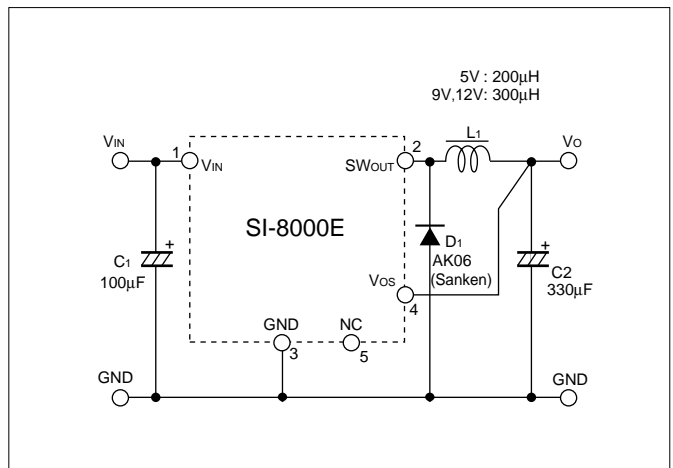 5V : 200µH
9V,12V: 300µH
VIN
1
VIN
SWOUT
2
L1
VO
SI-8000E
C1
100µF
D1
AK06
(Sanken)
C2
330µF
VOS
4
GND
3
NC
5
GND
GND
+
+